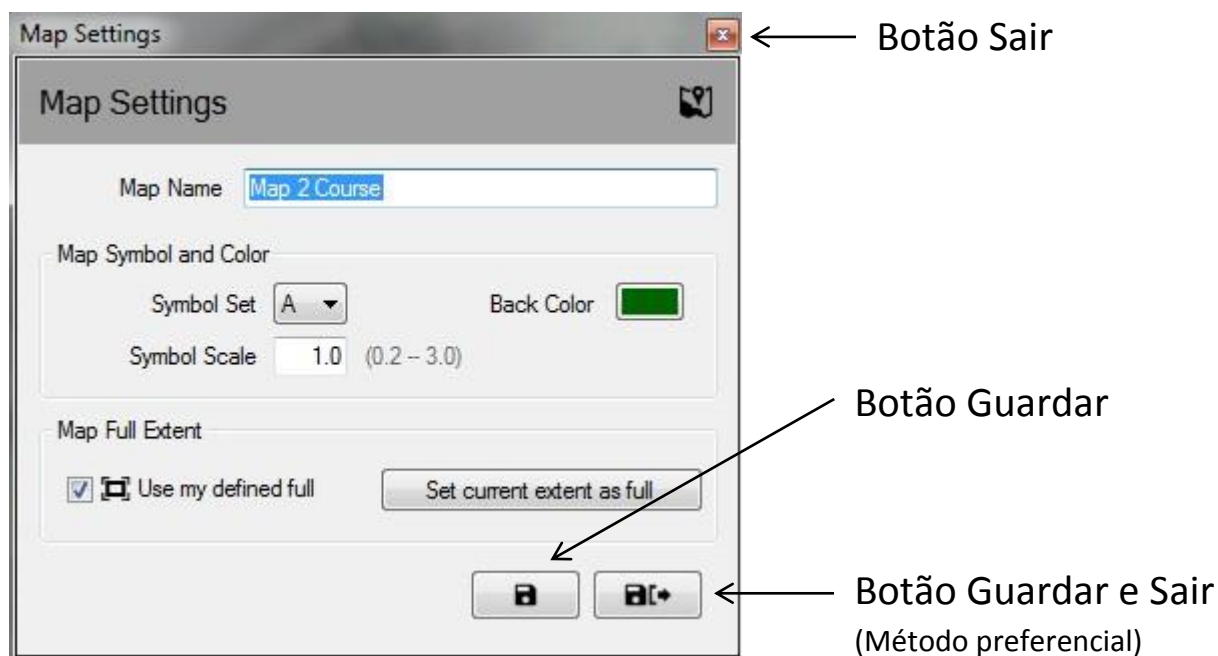 Map Settings
Botão Sair
Map Settings
Map Name Map 2 Course
Map Symbol and Color
Symbol Set A Back Color
Symbol Scale 1.0 (0.2 – 3.0)
Botão Guardar
Map Full Extent
Use my defined full Set current extent as full
Botão Guardar e Sair
(Método preferencial)